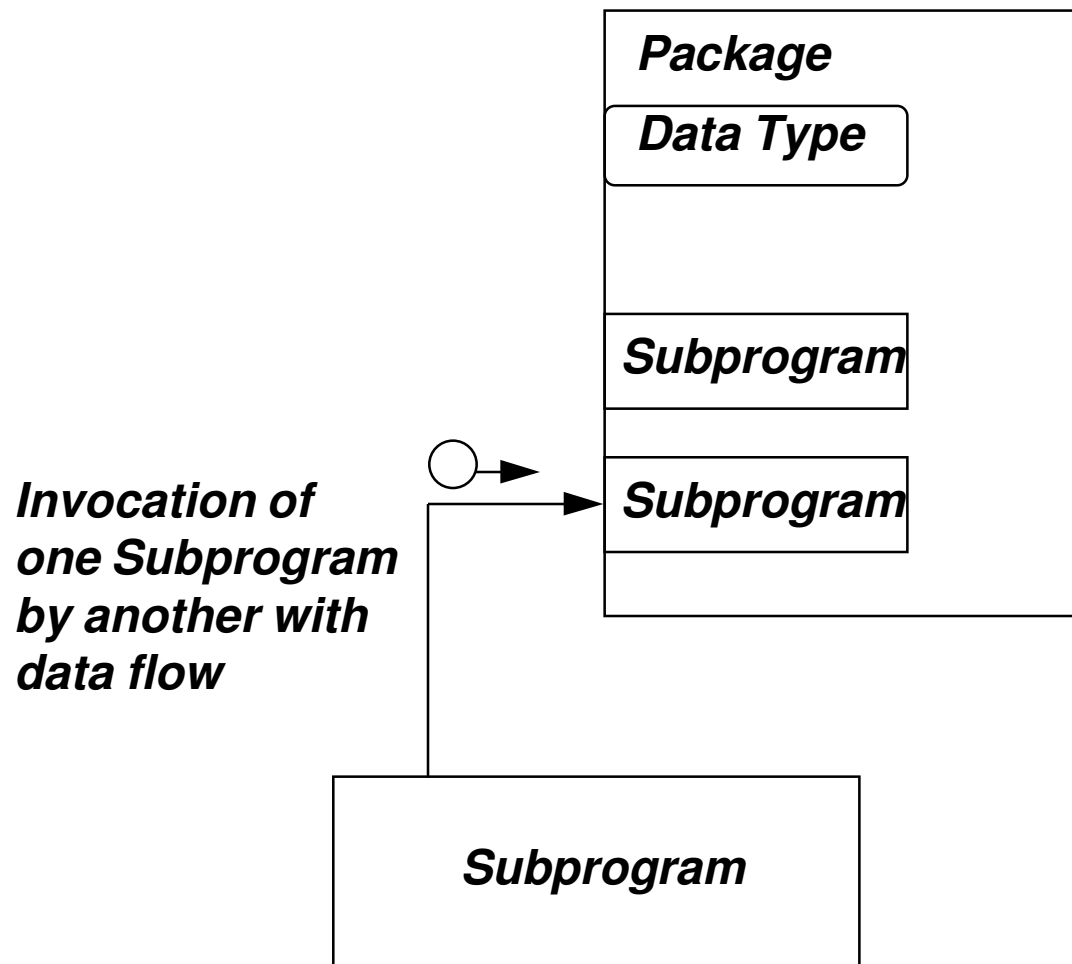 Package
Data Type
Subprogram
Subprogram
Invocation of
one Subprogram
by another with
data flow
Subprogram